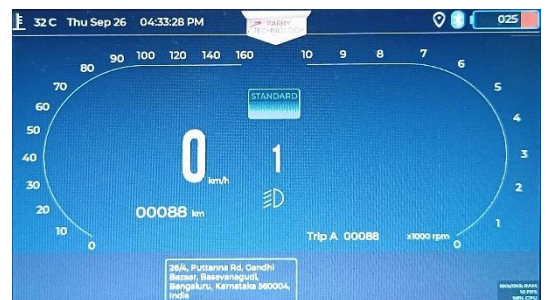 32 C Thu Sep 26 04:33:28 PM
PARRY
TECHNOLOGY
025
90 100 120 140 160
80
70
60
50
40
30
20
10
0
10 9 8 7
6
5
4
3
2
1
0
STANDARD
0 km/h
1
00088 km
Trip A 00088
x1000 rpm
26/4, Puttanna Rd, Gandhi
Bazaar, Basavanagudi,
Bengaluru, Karnataka 560004,
India